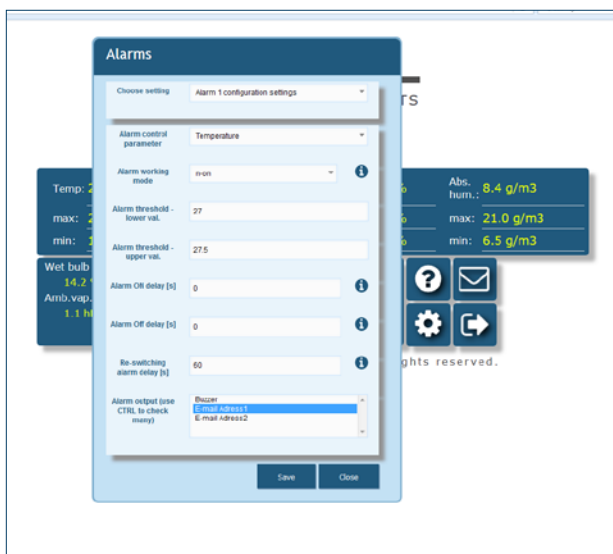 Alarms
Choose setting
Alarm 1 configuration settings
TS
Alarm control
parameter
Temperature
Alarm working
mode
n-on
Alarm threshold -
lower val.
27
Alarm threshold -
upper val.
27.5
Alarm Off delay [s]
0
Alarm Off delay [s]
0
Re-switching
alarm delay [s]
60
Alarm output (use
CTRL to check
many)
Buzzer
E-mail Adress1
E-mail Adress2
Save
Close
Temp:
max:
min:
%
%
Abs.
hum.:
8.4 g/m3
max: 21.0 g/m3
min: 6.5 g/m3
Wet bulb
14.2
Amb.vap.
1.1
ghts reserved.